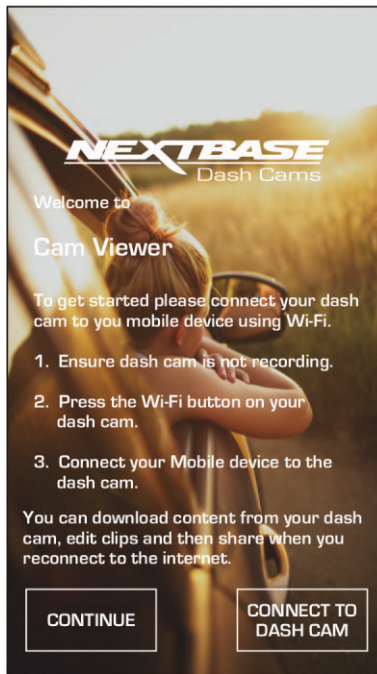 NEXTBASE
Dash Cams
Welcome to
Cam Viewer
To get started please connect your dash
cam to you mobile device using Wi-Fi.
1. Ensure dash cam is not recording.
2. Press the Wi-Fi button on your
dash cam.
3. Connect your Mobile device to the
dash cam.
You can download content from your dash
cam, edit clips and then share when you
reconnect to the internet.
CONTINUE
CONNECT TO
DASH CAM